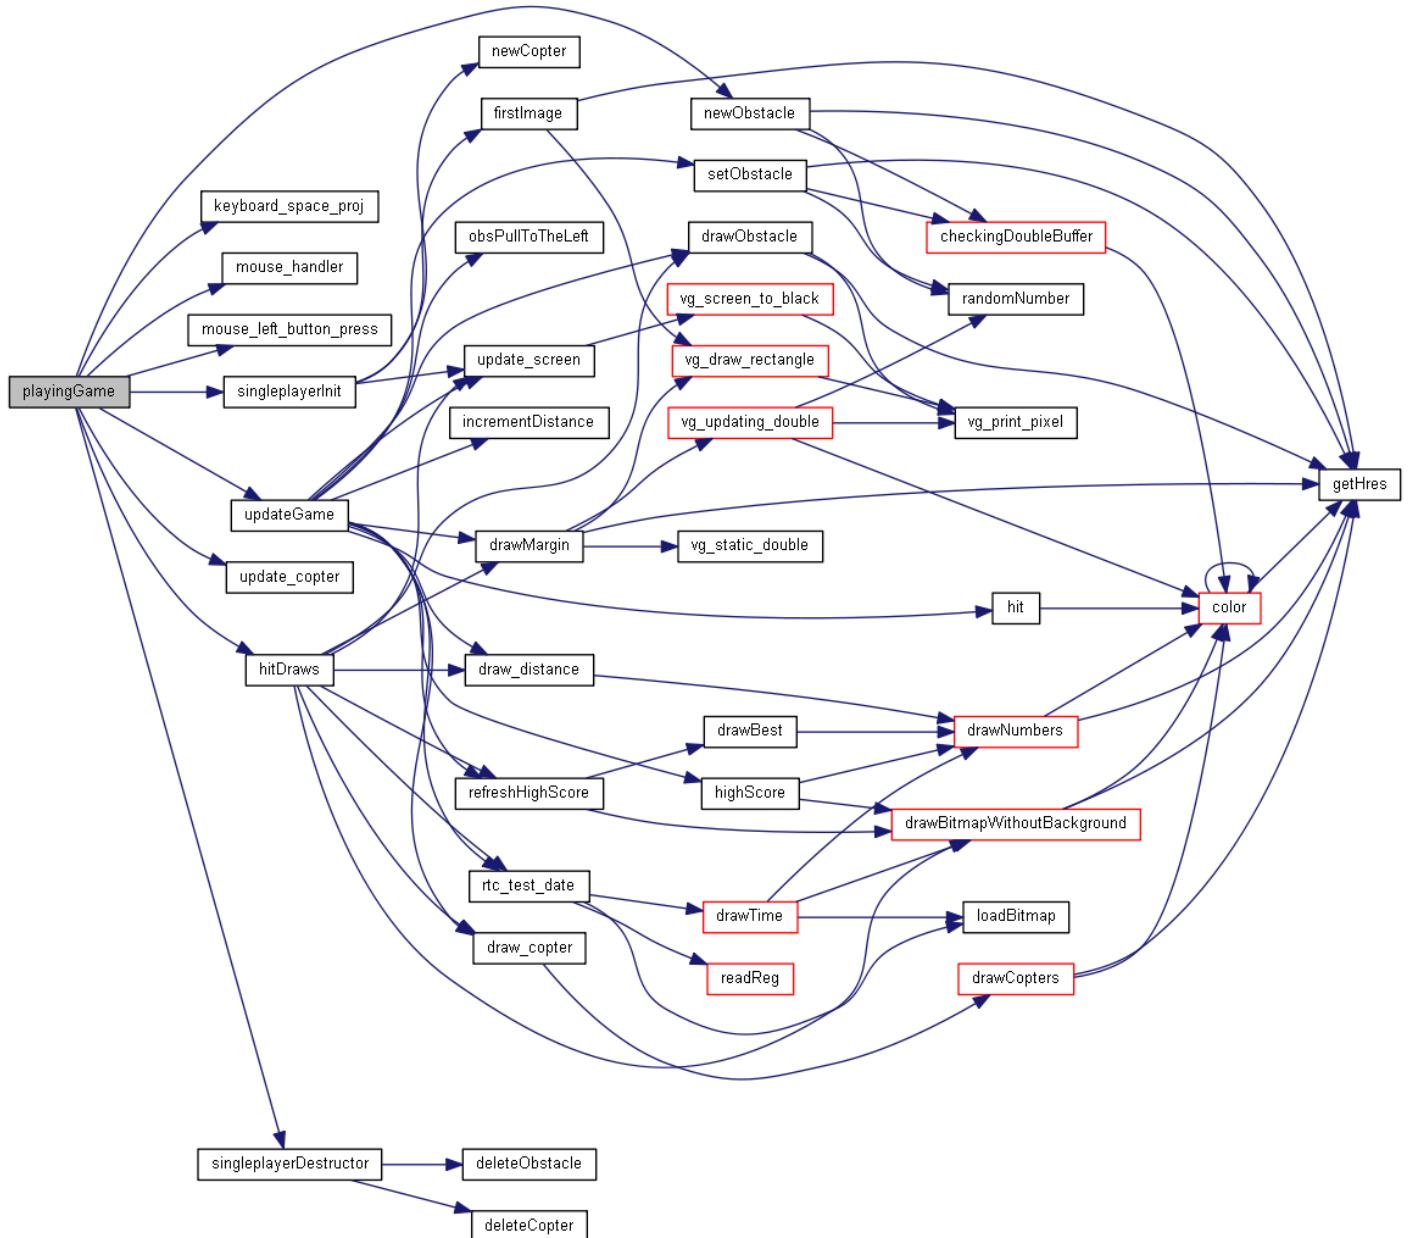 newCopter
firstImage
newObstacle
setObstacle
keyboard_space_proj
obsPullToTheLeft
drawObstacle
checkingDoubleBuffer
mouse_handler
vg_screen_to_black
randomNumber
mouse_left_button_press
update_screen
vg_draw_rectangle
playingGame
singleplayerInit
incrementDistance
vg_updating_double
vg_print_pixel
getHres
updateGame
drawMargin
vg_static_double
update_copter
hit
color
hitDraws
draw_distance
drawBest
drawNumbers
refreshHighScore
highScore
drawBitmapWithoutBackground
rtc_test_date
drawTime
loadBitmap
draw_copter
readReg
drawCopters
singleplayerDestructor
deleteObstacle
deleteCopter